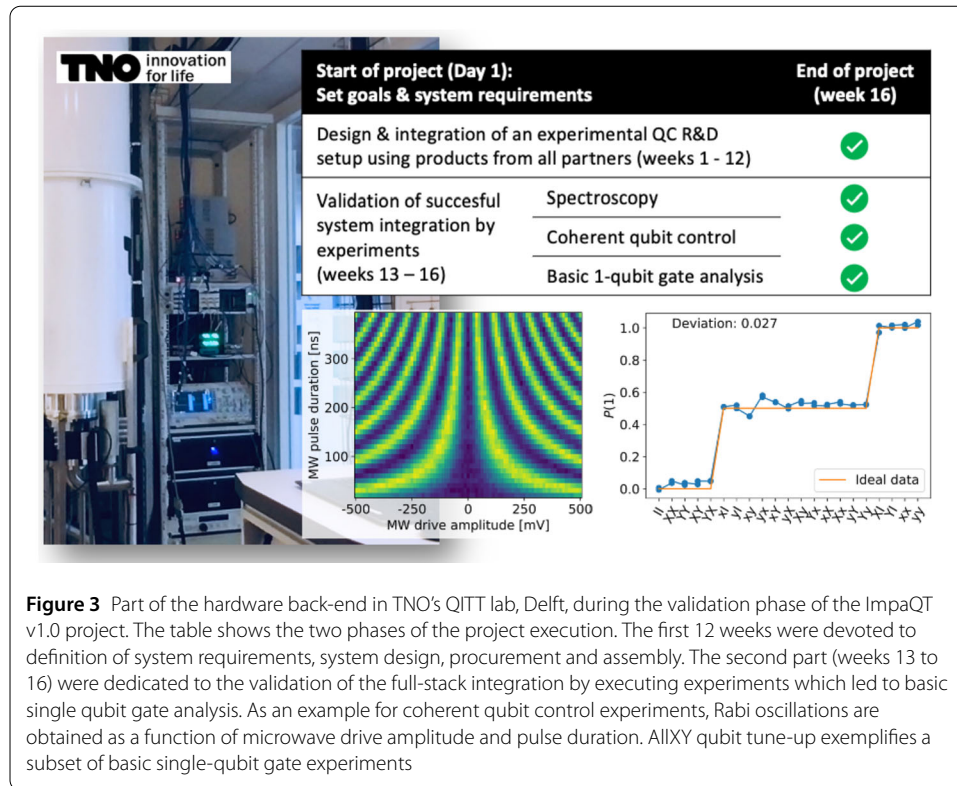 TNO innovation
for life
Start of project (Day 1):
Set goals & system requirements
End of project
(week 16)
Design & integration of an experimental QC R&D
setup using products from all partners (weeks 1 - 12)
Validation of succesful
system integration by
experiments
(weeks 13 – 16)
Spectroscopy
Coherent qubit control
Basic 1-qubit gate analysis
MW pulse duration [ns]
300
200
100
-500
-250
0
250
500
MW drive amplitude [mV]
Deviation: 0.027
P(1)
1.0
0.8
0.6
0.4
0.2
0.0
Ideal data
Figure 3 Part of the hardware back-end in TNO's QITT lab, Delft, during the validation phase of the ImpaQT
v1.0 project. The table shows the two phases of the project execution. The first 12 weeks were devoted to
definition of system requirements, system design, procurement and assembly. The second part (weeks 13 to
16) were dedicated to the validation of the full-stack integration by executing experiments which led to basic
single qubit gate analysis. As an example for coherent qubit control experiments, Rabi oscillations are
obtained as a function of microwave drive amplitude and pulse duration. AllXY qubit tune-up exemplifies a
subset of basic single-qubit gate experiments